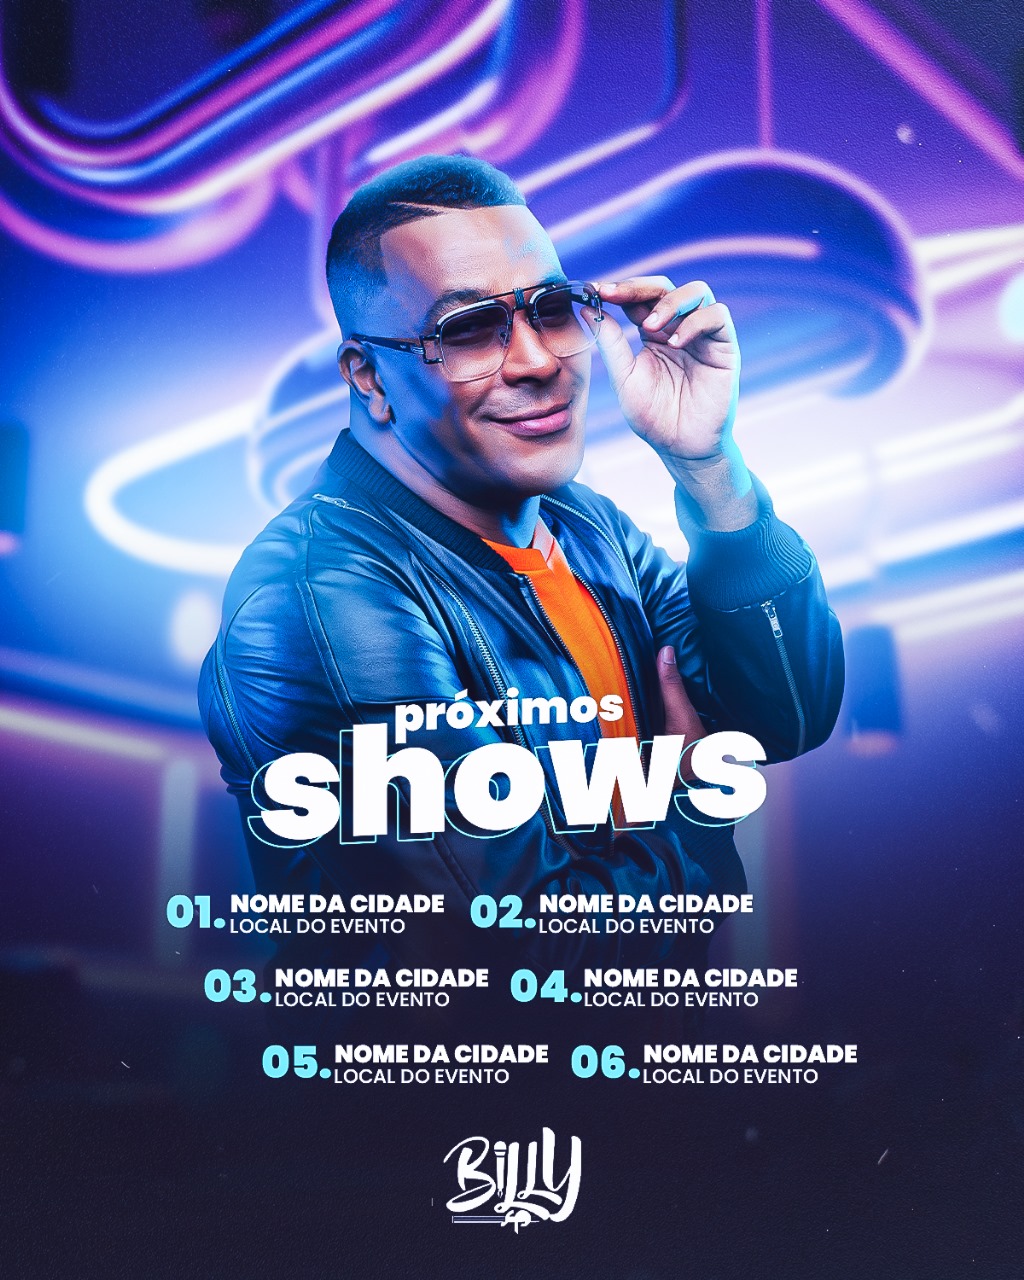 próximos
shows
01. NOME DA CIDADE
LOCAL DO EVENTO
02. NOME DA CIDADE
LOCAL DO EVENTO
03. NOME DA CIDADE
LOCAL DO EVENTO
04. NOME DA CIDADE
LOCAL DO EVENTO
05. NOME DA CIDADE
LOCAL DO EVENTO
06. NOME DA CIDADE
LOCAL DO EVENTO
BiLLY